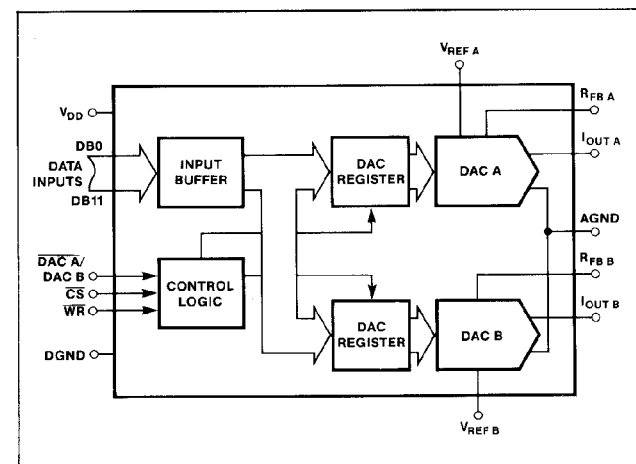 V_REF A
R_FB A
V_DD
I_OUT A
DB0
DATA
INPUTS
DB11
INPUT
BUFFER
DAC
REGISTER
DAC A
AGND
DAC A/
DAC B
CS
WR
CONTROL
LOGIC
R_FB B
I_OUT B
DAC
REGISTER
DAC B
DGND
V_REF B